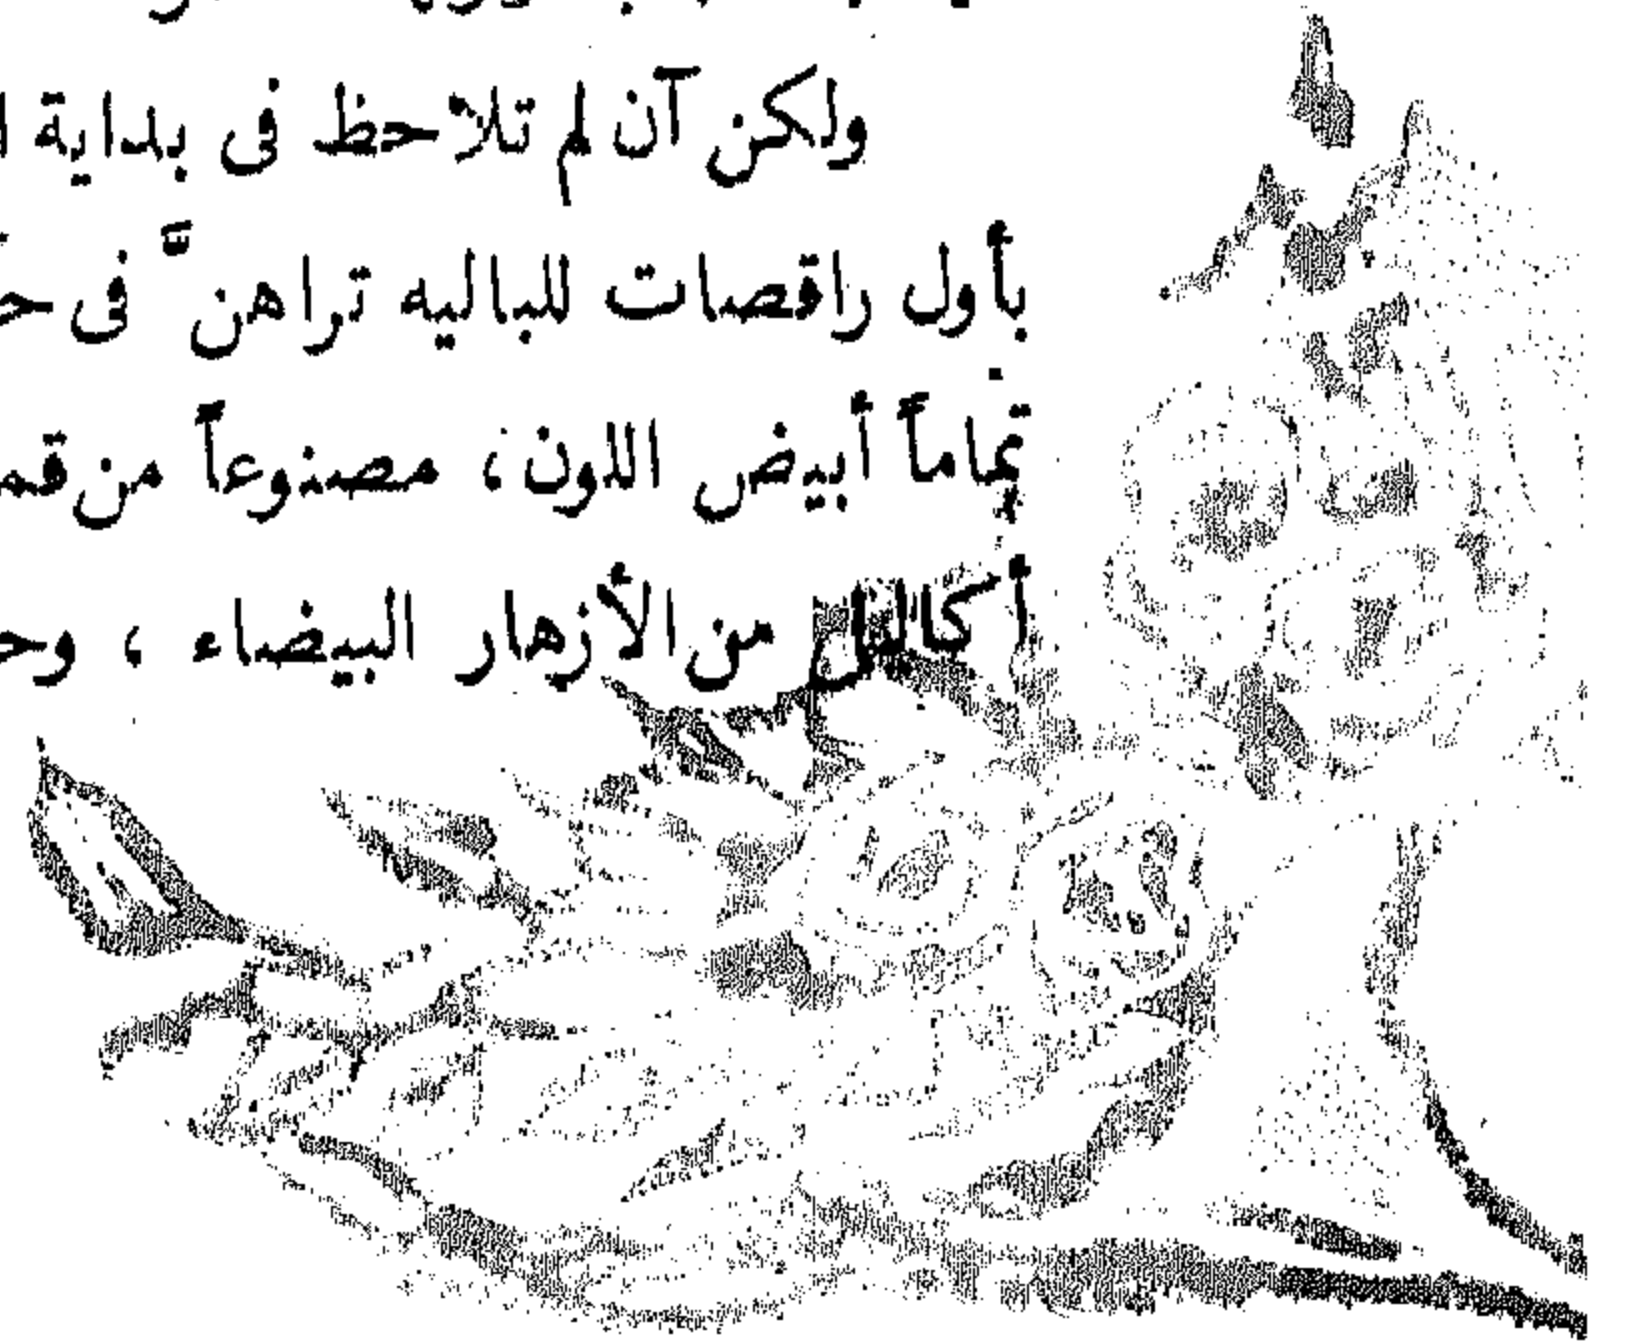 ولكن آن لم تلاحظ فى بداية
بأول راقصات للباليه تراهنَّ فى
تماماً أبيض اللون، مصنوعاً من
أكاليل من الأزهار البيضاء ،